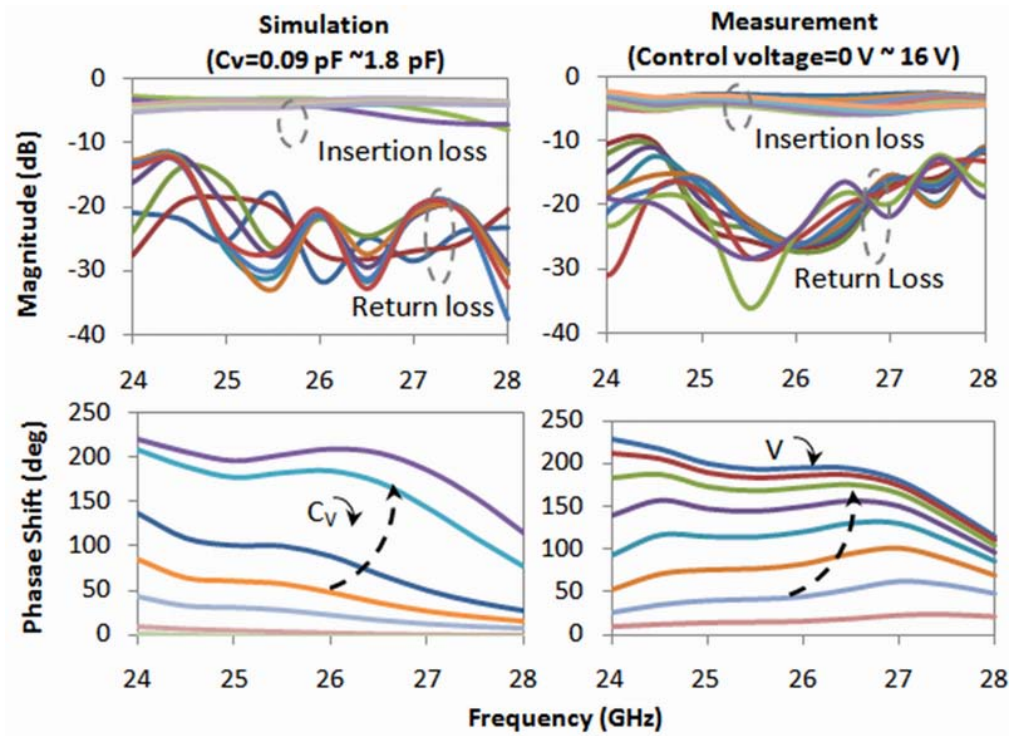 Simulation
(Cv=0.09 pF ~1.8 pF)
Measurement
(Control voltage=0 V ~ 16 V)
Magnitude (dB)
0
-10
-20
-30
-40
Insertion loss
Return loss
24 25 26 27 28
0
-10
-20
-30
-40
Insertion loss
Return Loss
24 25 26 27 28
Phasae Shift (deg)
250
200
150
100
50
0
CV
24 25 26 27 28
250
200
150
100
50
0
V
24 25 26 27 28
Frequency (GHz)